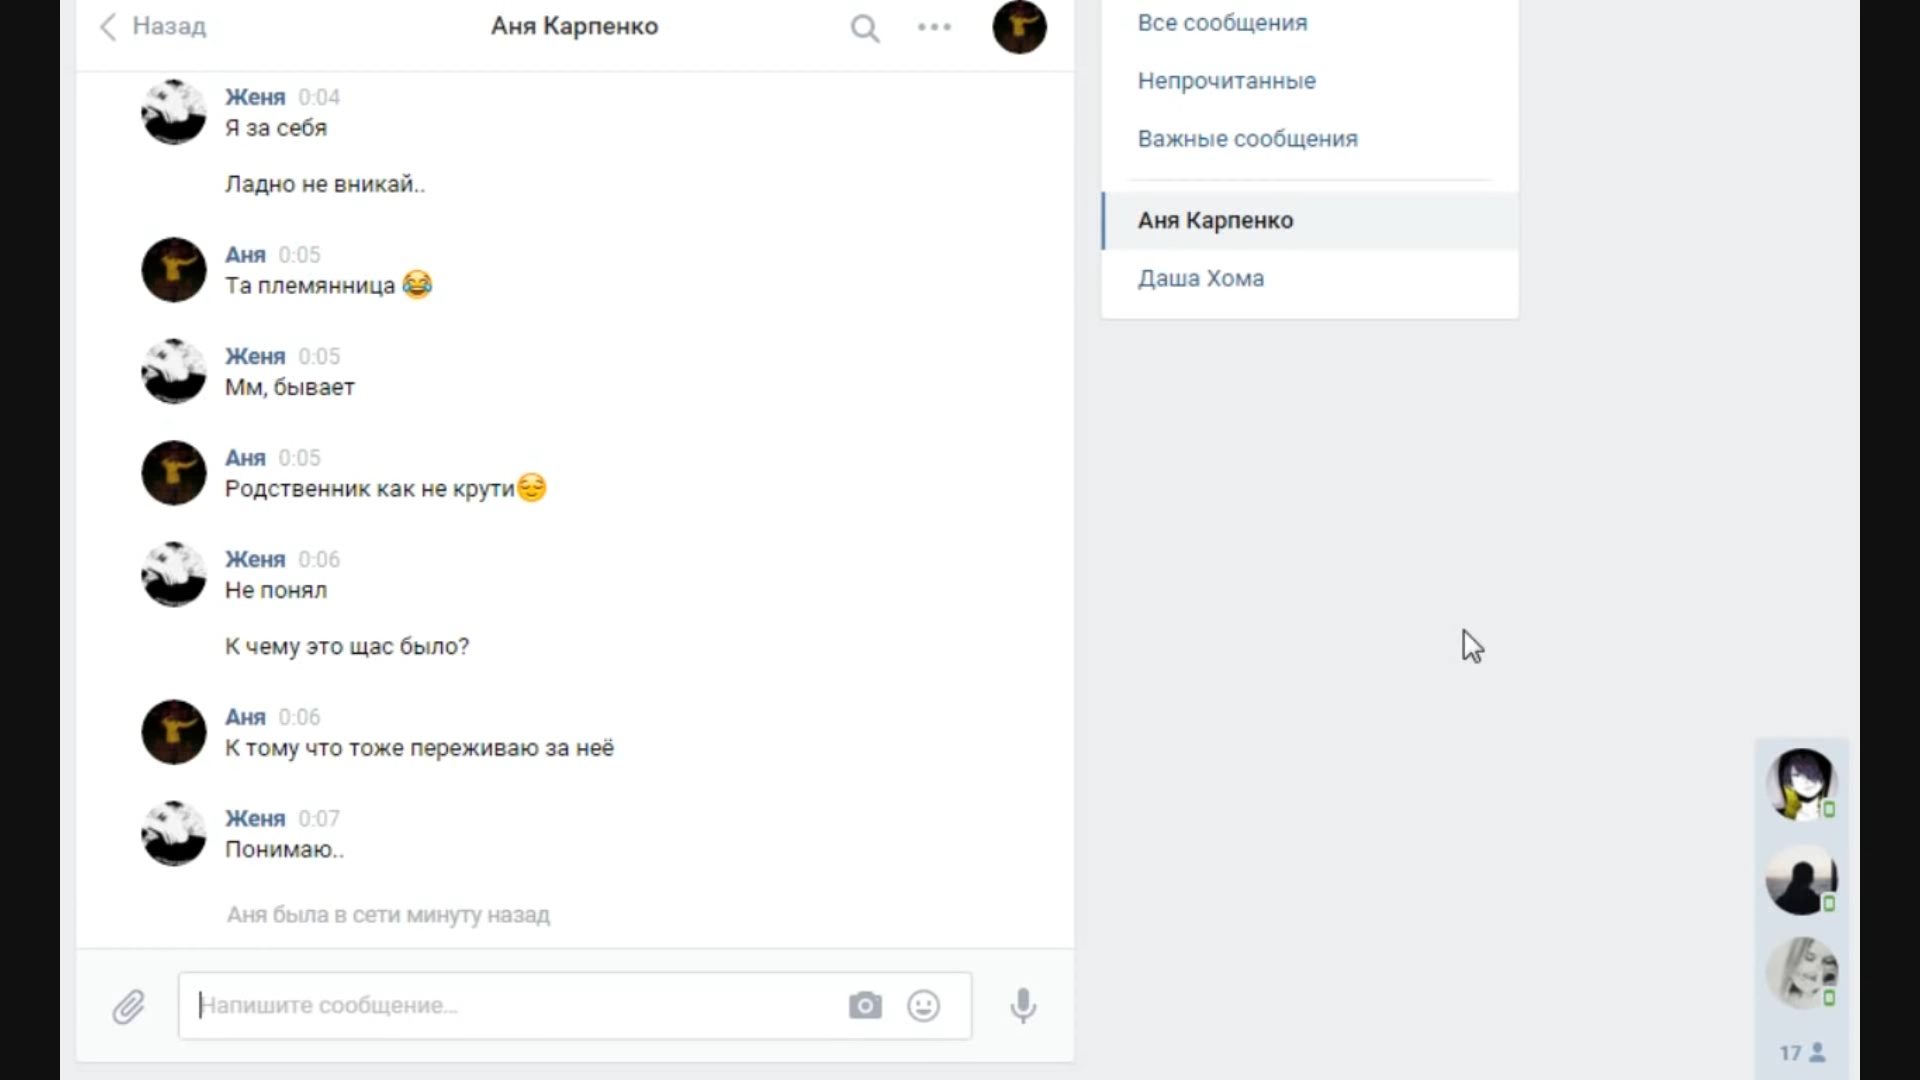 Назад
Аня Карпенко
Женя 0:04
Я за себя
Ладно не вникай..
Аня 0:05
Та племянница 😂
Женя 0:05
Мм, бывает
Аня 0:05
Родственник как не крути😌
Женя 0:06
Не понял
К чему это щас было?
Аня 0:06
К тому что тоже переживаю за неё
Женя 0:07
Понимаю..
Аня была в сети минуту назад
Напишите сообщение...
Все сообщения
Непрочитанные
Важные сообщения
Аня Карпенко
Даша Хома
17